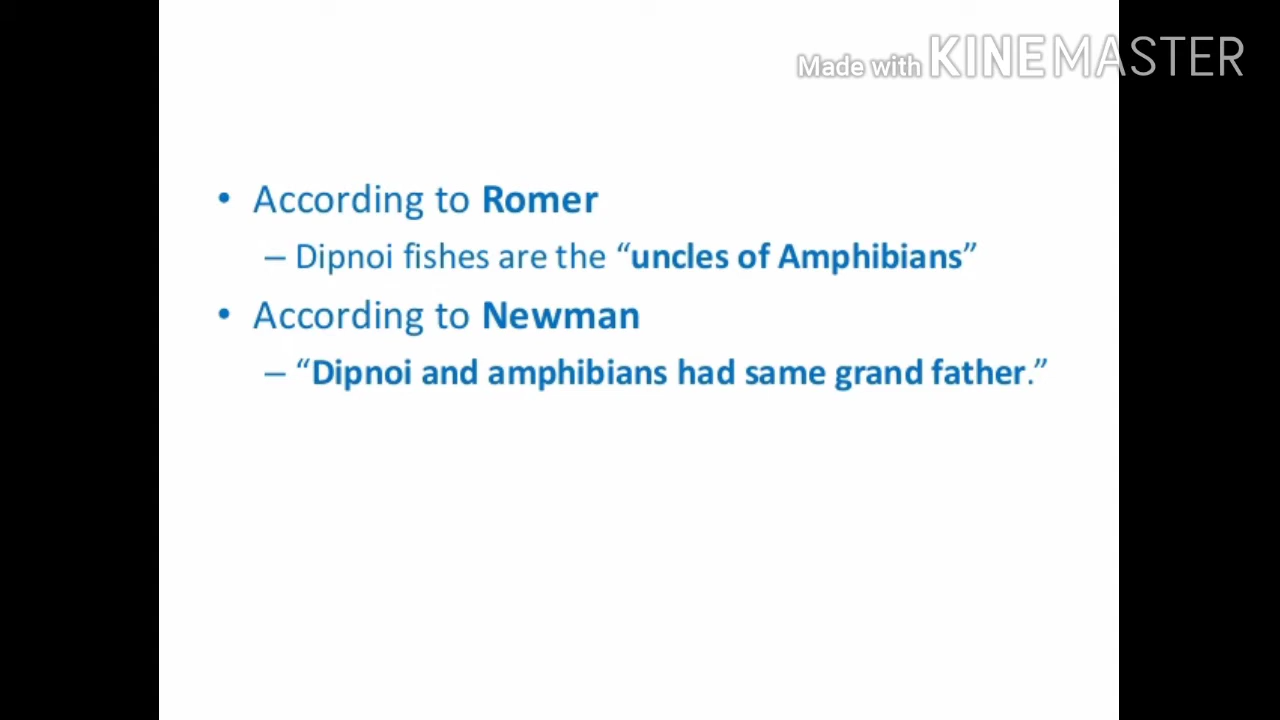 Made with KINEMASTER
• According to Romer
– Dipnoi fishes are the “uncles of Amphibians”
• According to Newman
– “Dipnoi and amphibians had same grand father.”